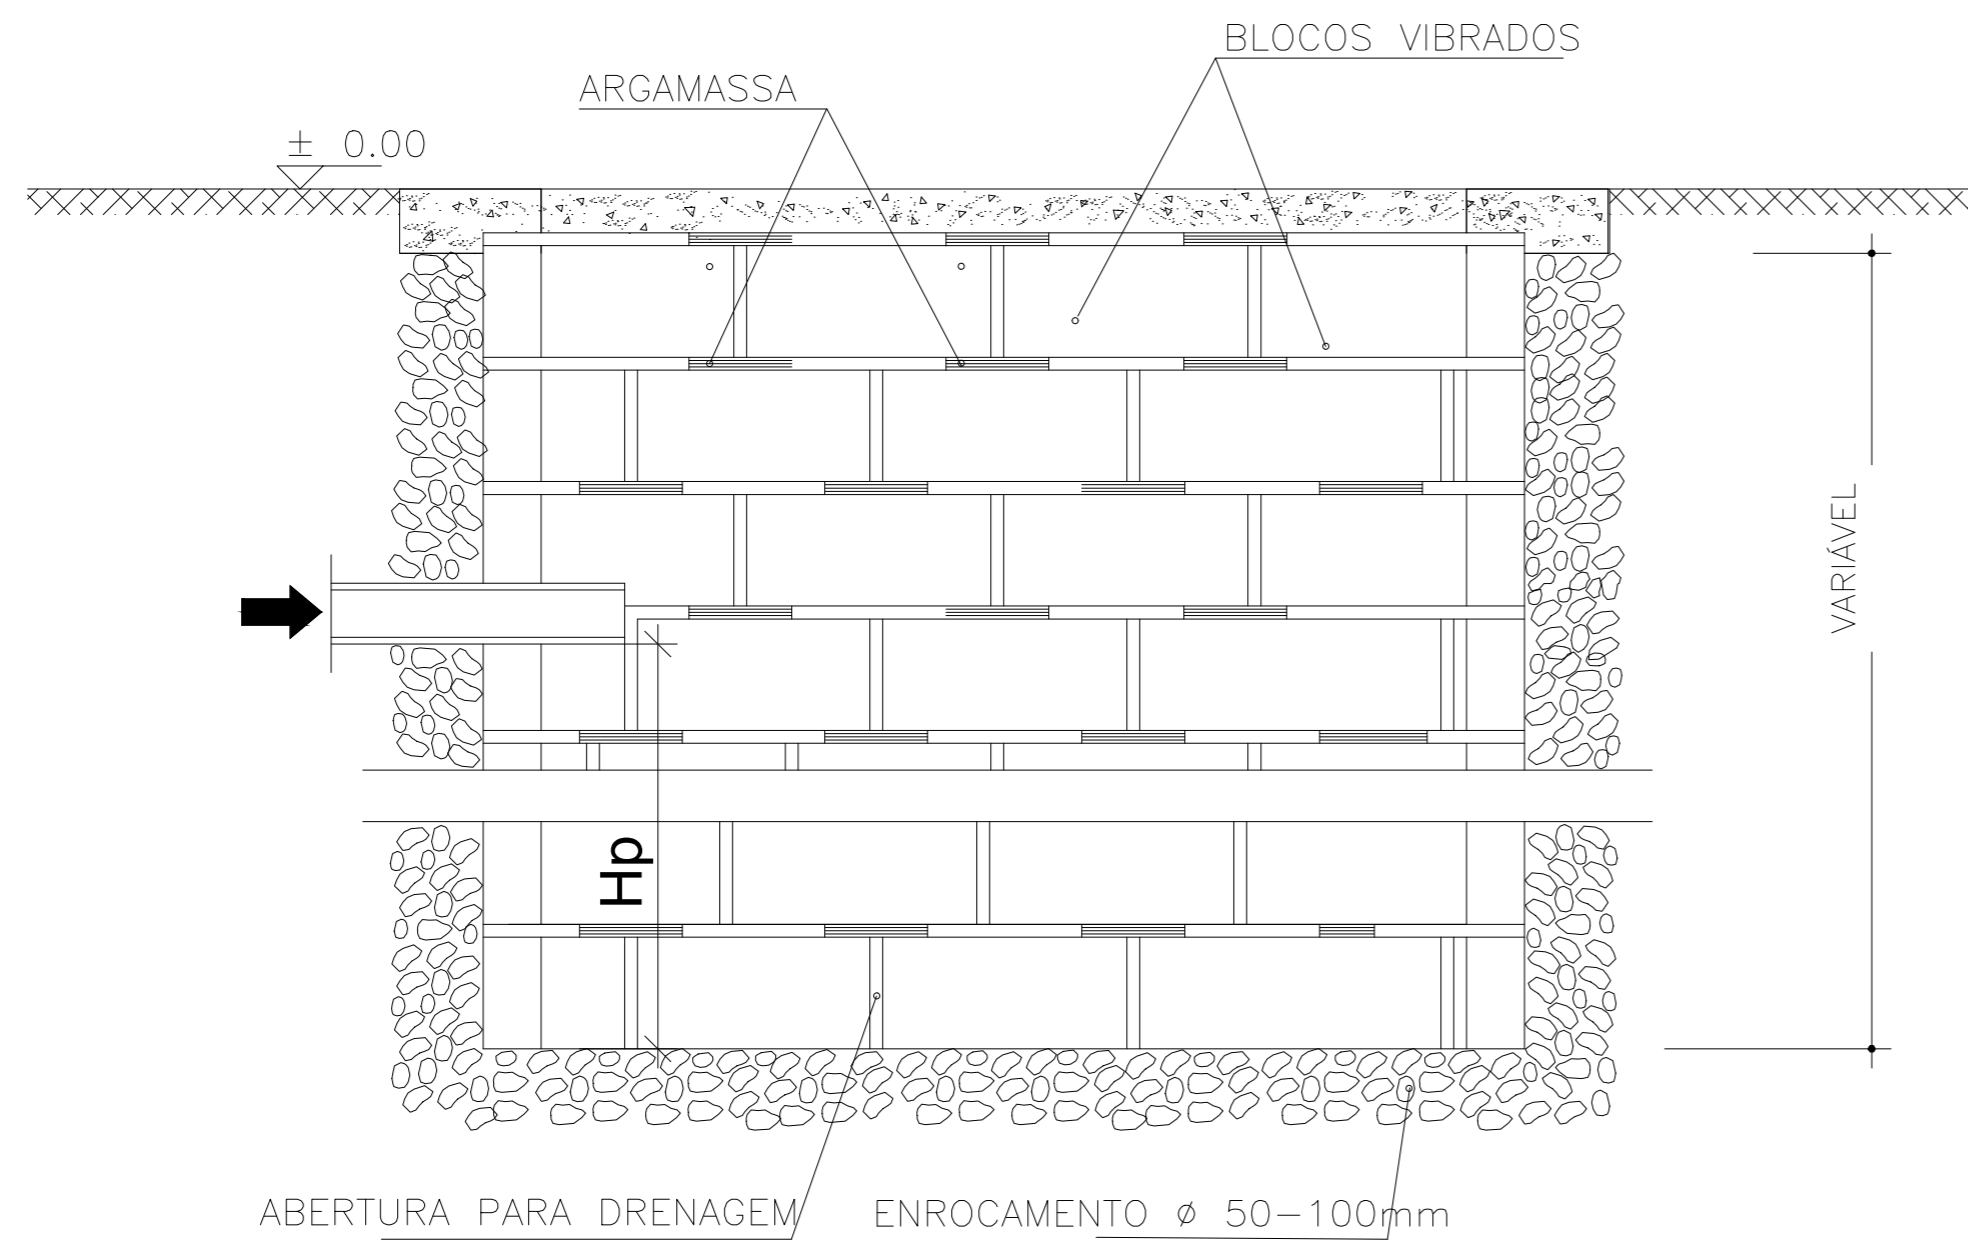 BLOCOS VIBRADOS
ARGAMASSA
± 0.00
VARIÁVEL
Hp
ABERTURA PARA DRENAGEM
ENROCAMENTO ø 50-100mm